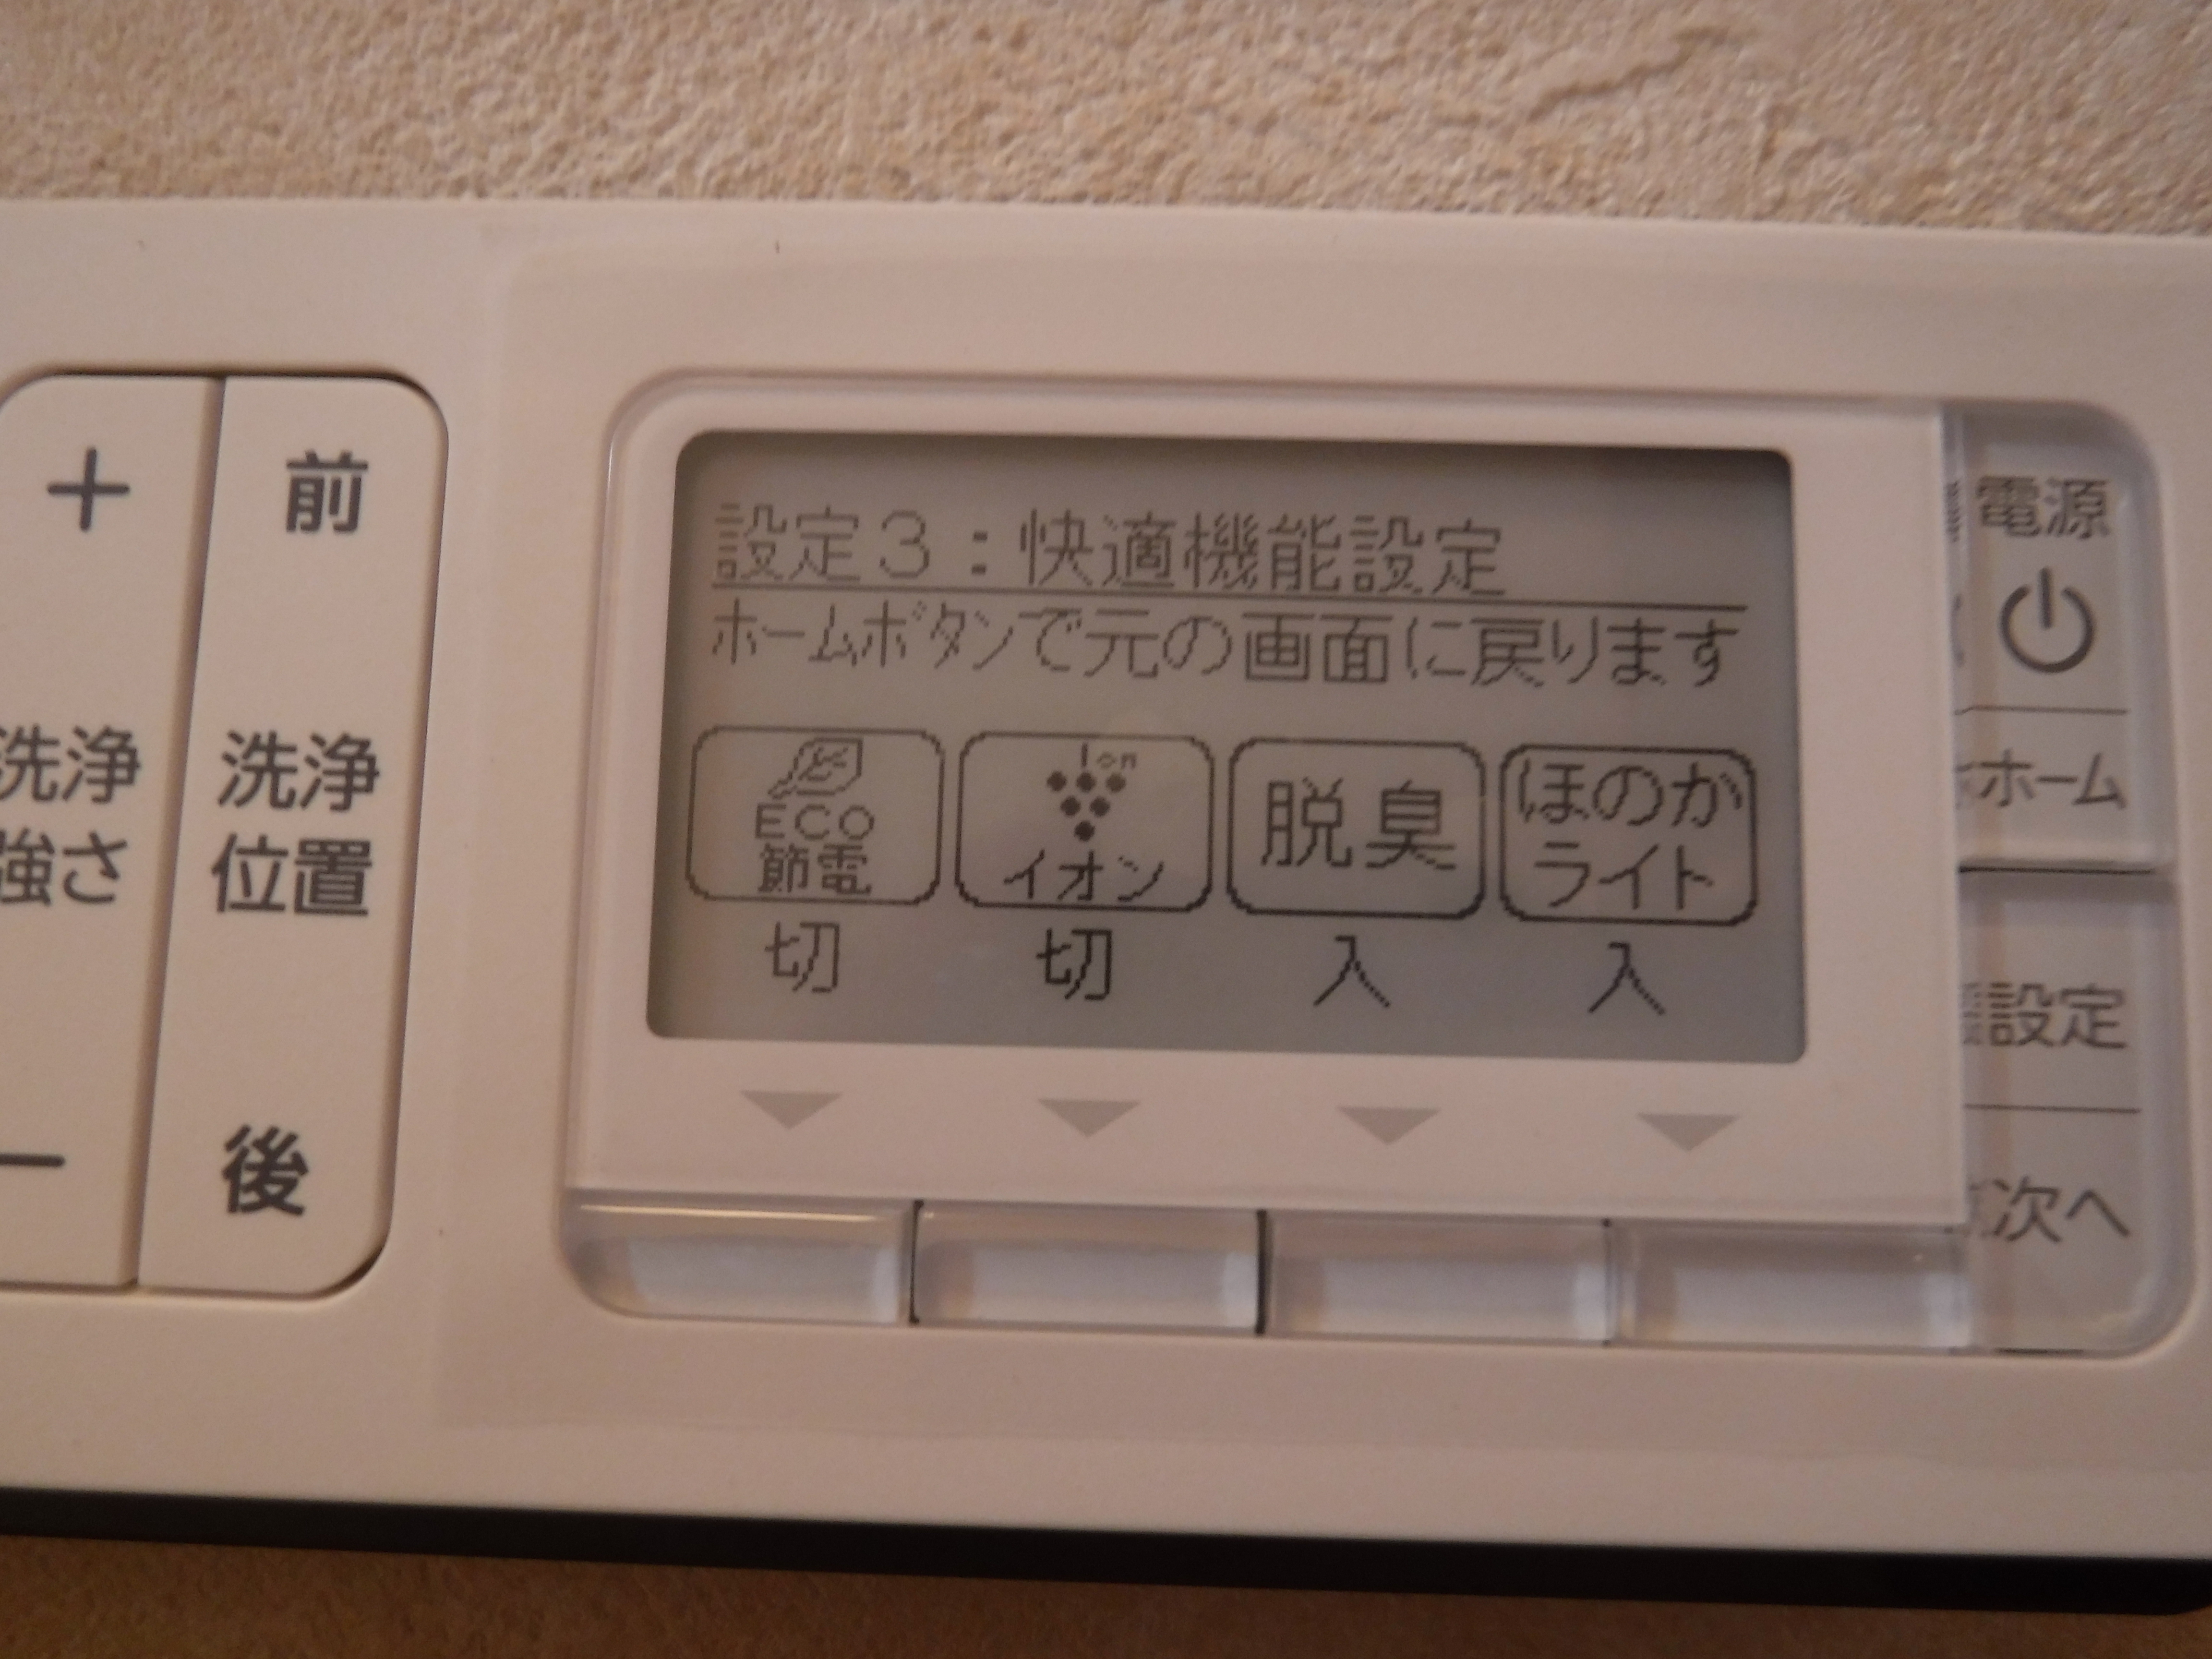 +
前
洗浄
強さ
洗浄
位置
−
後
設定3：快適機能設定
ホームボタンで元の画面に戻ります
ECO
節電
Ion
イオン
脱臭
ほのか
ライト
切
切
入
入
電源
ホーム
設定
次へ